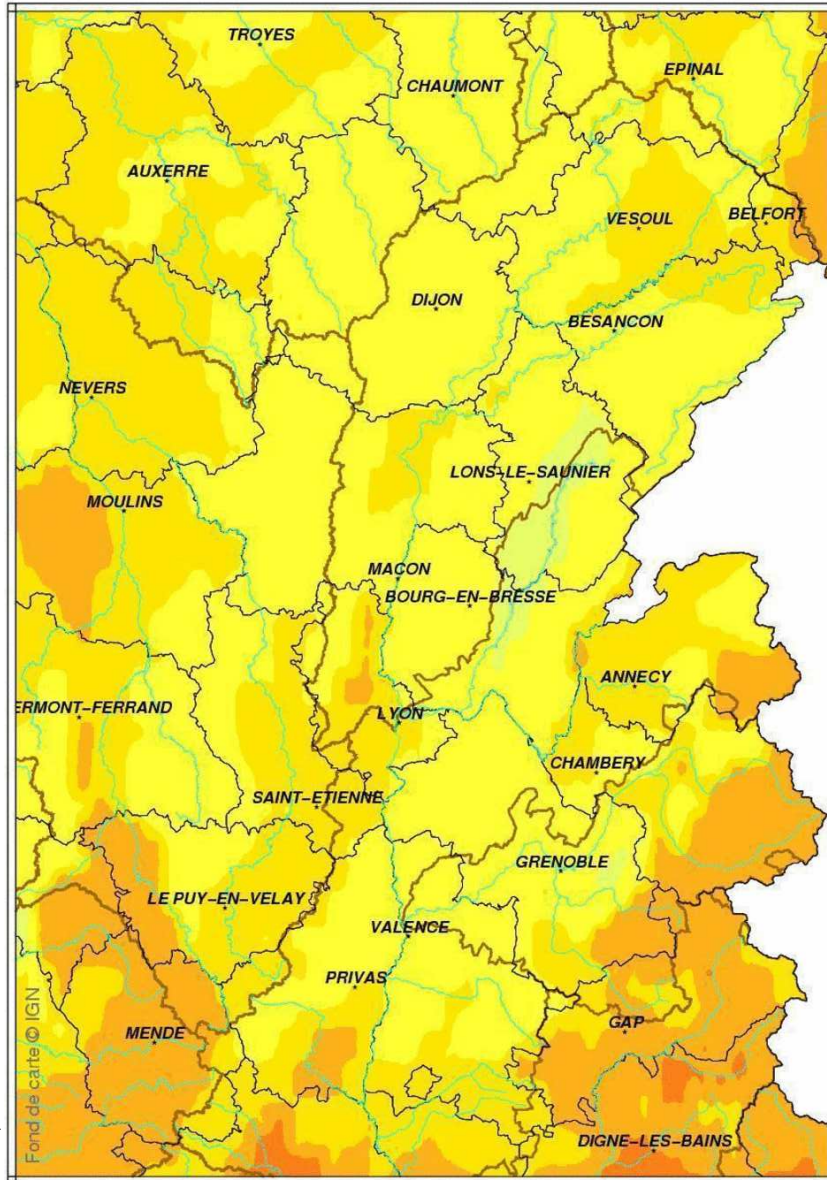 TROYES
CHAUMONT
EPINAL
AUXERRE
VESOUL
BELFORT
DIJON
BESANCON
NEVERS
LONS-LE-SAUNIER
MOULINS
MACON
BOURG-EN-BRESSE
ANNECY
ERMONT-FERRAND
LYON
CHAMBERY
SAINT-ETIENNE
GRENOBLE
LE PUY-EN-VELAY
VALENCE
PRIVAS
GAP
MENDE
DIGNE-LES-BAINS
Fond de carte © IGN